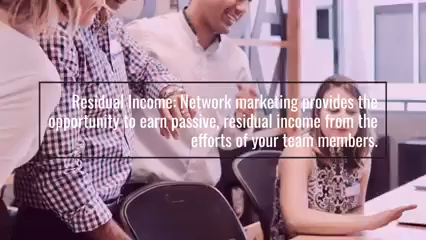 Residual Income: Network marketing provides the
opportunity to earn passive, residual income from the
efforts of your team members.